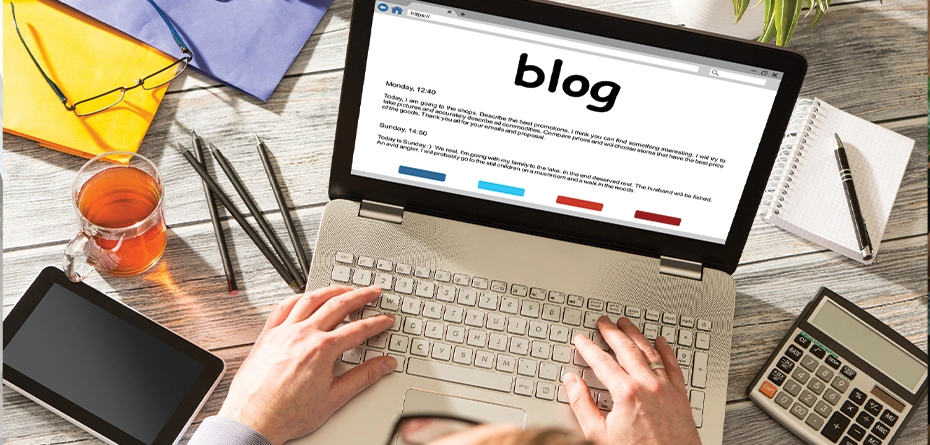 https://
blog
Monday, 12:40
Today, I am going to the shops. Describe the best promotions. I think you can find something interesting. I will try to
take pictures and accurately describe all commodities. Compare prices and will choose stores that have the best price
of the goods. Thank you all for your emails and proposal.
Sunday, 14:50
Today is Sunday :) We rest. I'm going with my family to the lake. In the end deserved rest. The husband will be fished.
An avid angler. I will probably go to the still children on a mushroom and a walk in the woods.